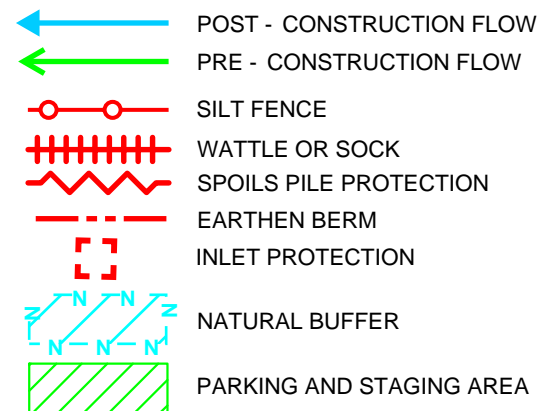 POST - CONSTRUCTION FLOW
PRE - CONSTRUCTION FLOW
SILT FENCE
WATTLE OR SOCK
SPOILS PILE PROTECTION
EARTHEN BERM
INLET PROTECTION
N N
N N
NATURAL BUFFER
N N N
PARKING AND STAGING AREA